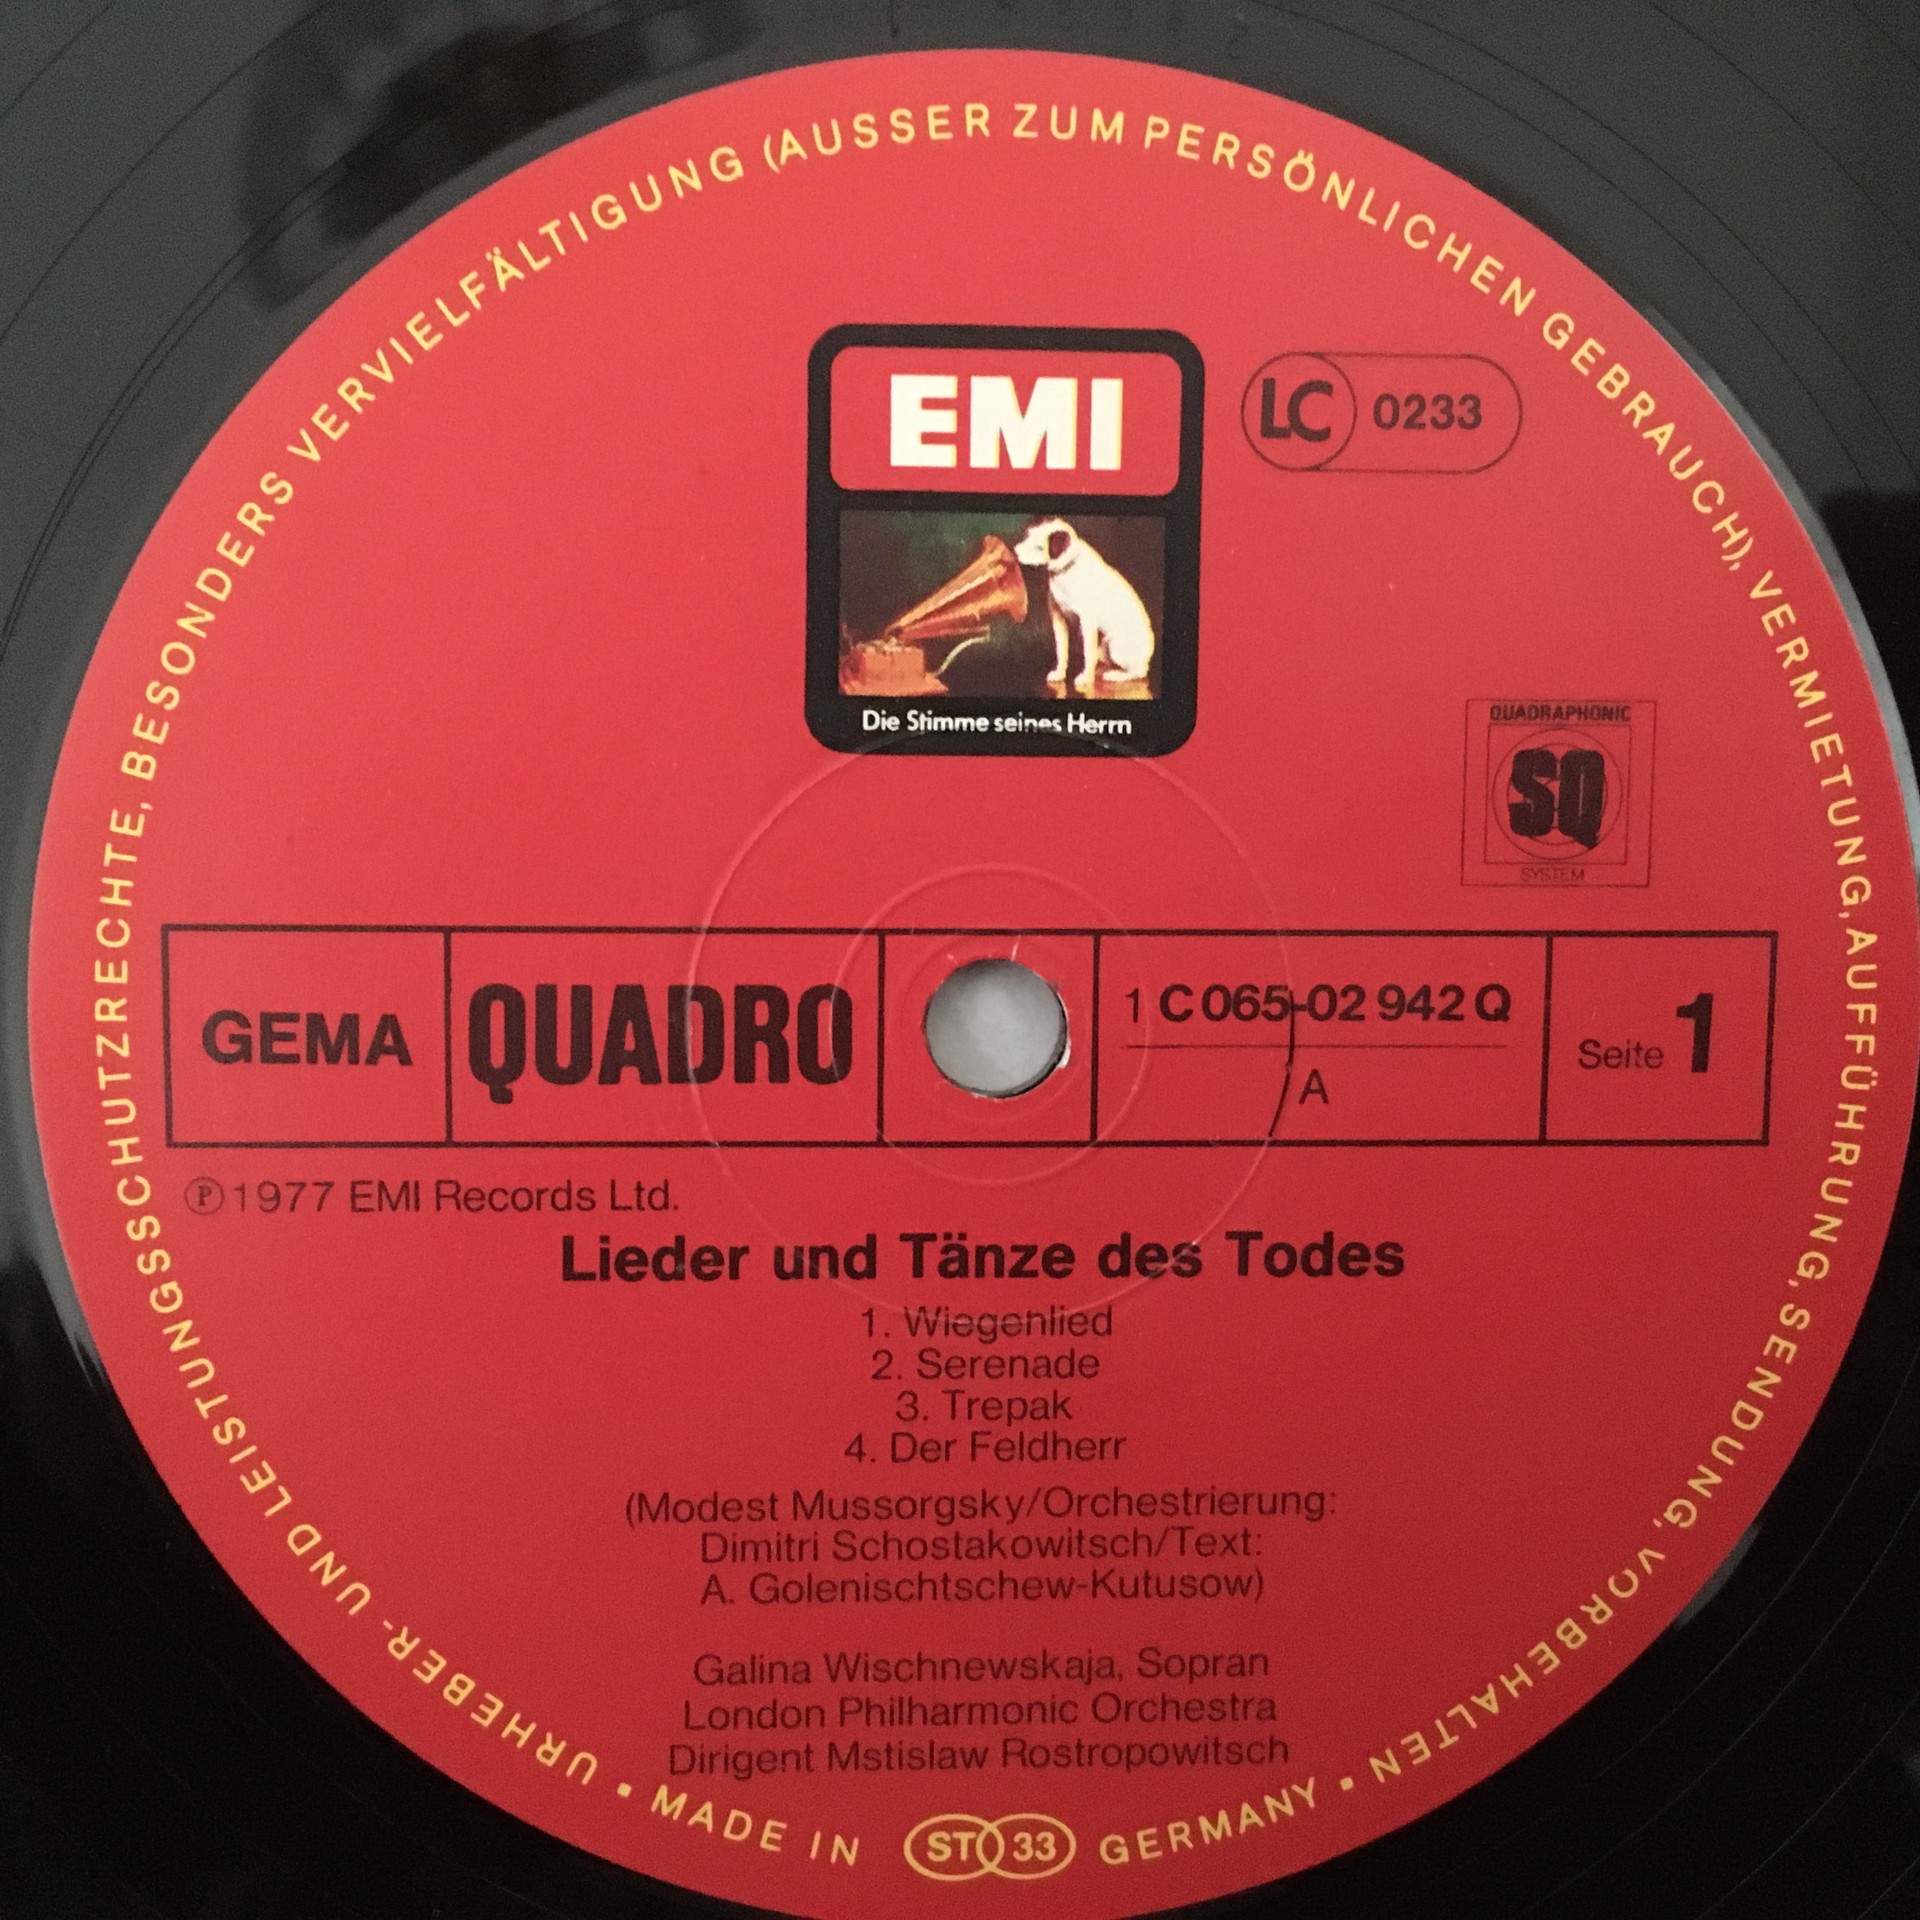 URHEBER- UND LEISTUNGSSCHUTZRECHTE, BESONDERS VERVIELFÄLTIGUNG (AUSSER ZUM PERSÖNLICHEN GEBRAUCH), VERMIETUNG, AUFFÜHRUNG, SENDUNG, VORBEHALTEN •
EMI
LC 0233
Die Stimme seines Herrn
QUADRAPHONIC
SQ
SYSTEM
GEMA
QUADRO
1 C 065-02 942 Q
A
Seite 1
℗ 1977 EMI Records Ltd.
Lieder und Tänze des Todes
1. Wiegenlied
2. Serenade
3. Trepak
4. Der Feldherr
(Modest Mussorgsky/Orchestrierung:
Dimitri Schostakowitsch/Text:
A. Golenischtschew-Kutusow)
Galina Wischnewskaja, Sopran
London Philharmonic Orchestra
Dirigent Mstislaw Rostropowitsch
• MADE IN ST 33 GERMANY